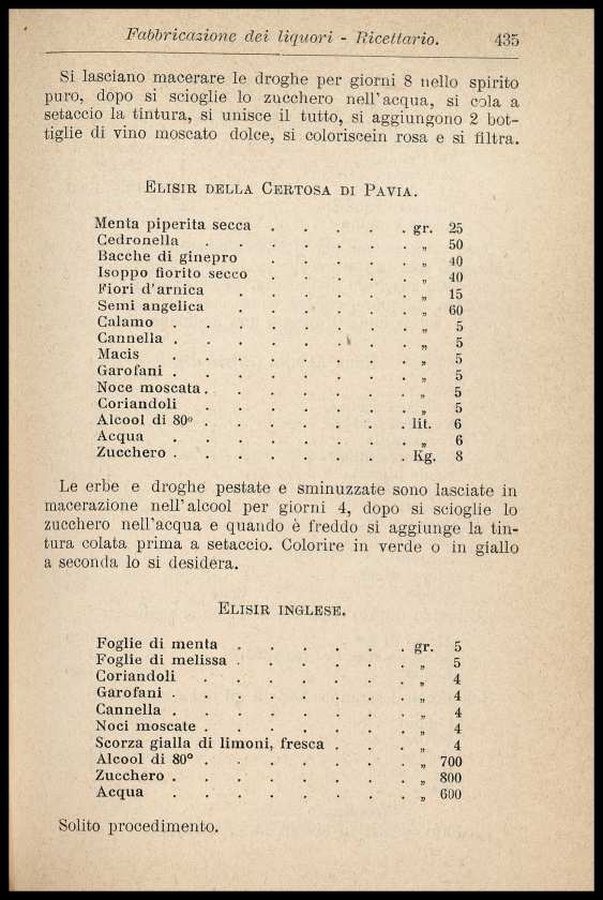 Fabbricazione dei liquori - Ricettario. 435
Si lasciano macerare le droghe per giorni 8 nello spirito
puro, dopo si scioglie lo zucchero nell'acqua, si cola a
setaccio la tintura, si unisce il tutto, si aggiungono 2 bot-
tiglie di vino moscato dolce, si coloriscein rosa e si filtra.
ELISIR DELLA CERTOSA DI PAVIA.
Menta piperita secca . . . . . gr. 25
Cedronella . . . . . . . „ 50
Bacche di ginepro . . . . . „ 40
Isoppo fiorito secco . . . . . „ 40
Fiori d'arnica . . . . . . „ 15
Semi angelica . . . . . . „ 60
Calamo . . . . . . . . „ 5
Cannella . . . . . . . . „ 5
Macis . . . . . . . . „ 5
Garofani . . . . . . . . „ 5
Noce moscata . . . . . . . „ 5
Coriandoli . . . . . . . „ 5
Alcool di 80° . . . . . . . lit. 6
Acqua . . . . . . . . „ 6
Zucchero . . . . . . . . Kg. 8
Le erbe e droghe pestate e sminuzzate sono lasciate in
macerazione nell'alcool per giorni 4, dopo si scioglie lo
zucchero nell'acqua e quando è freddo si aggiunge la tin-
tura colata prima a setaccio. Colorire in verde o in giallo
a seconda lo si desidera.
ELISIR INGLESE.
Foglie di menta . . . . . . gr. 5
Foglie di melissa . . . . . . „ 5
Coriandoli . . . . . . . „ 4
Garofani . . . . . . . . „ 4
Cannella . . . . . . . . „ 4
Noci moscate . . . . . . . „ 4
Scorza gialla di limoni, fresca . . . „ 4
Alcool di 80° . . . . . . . „ 700
Zucchero . . . . . . . . „ 800
Acqua . . . . . . . . „ 600
Solito procedimento.